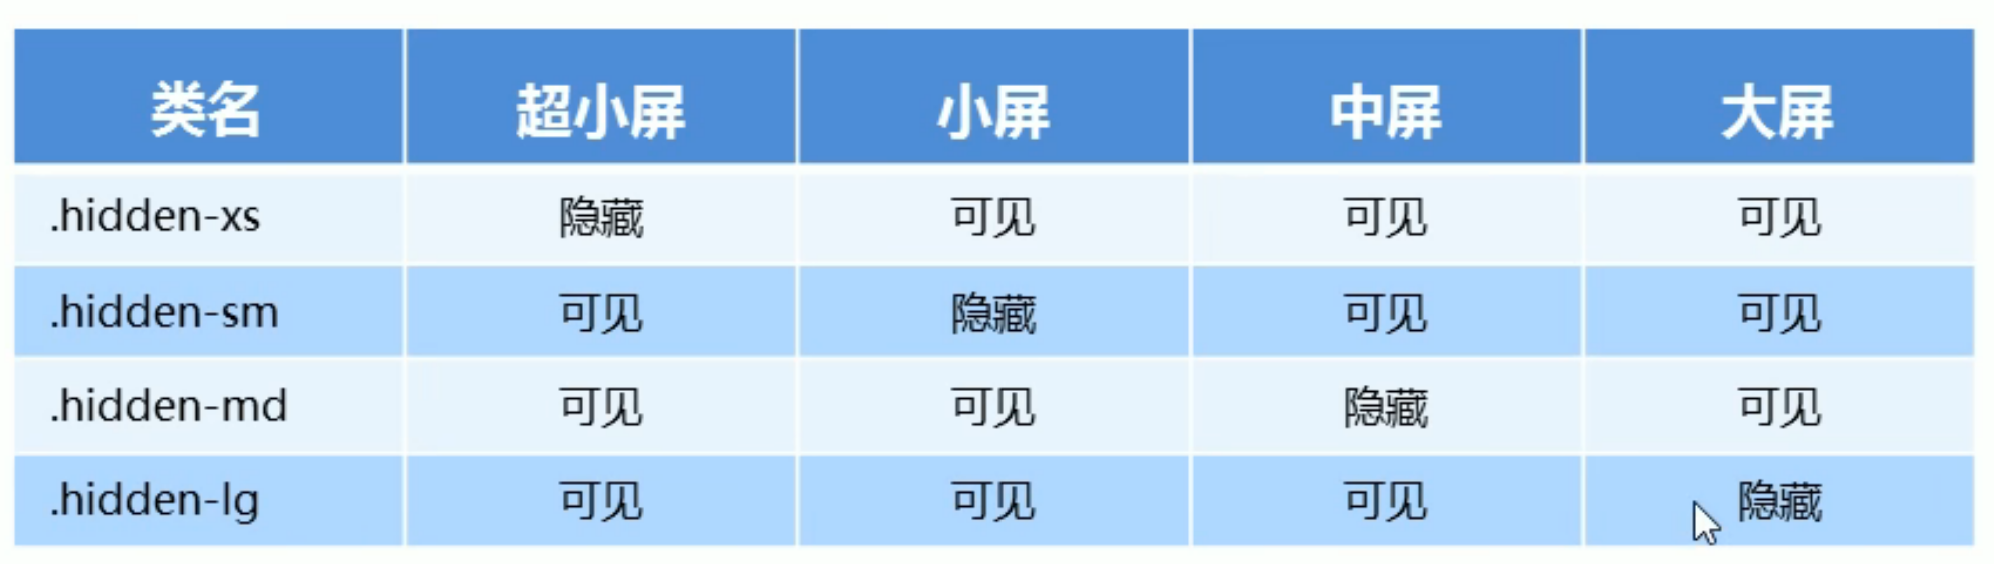 类名 超小屏 小屏 中屏 大屏
.hidden-xs 隐藏 可见 可见 可见
.hidden-sm 可见 隐藏 可见 可见
.hidden-md 可见 可见 隐藏 可见
.hidden-lg 可见 可见 可见 隐藏